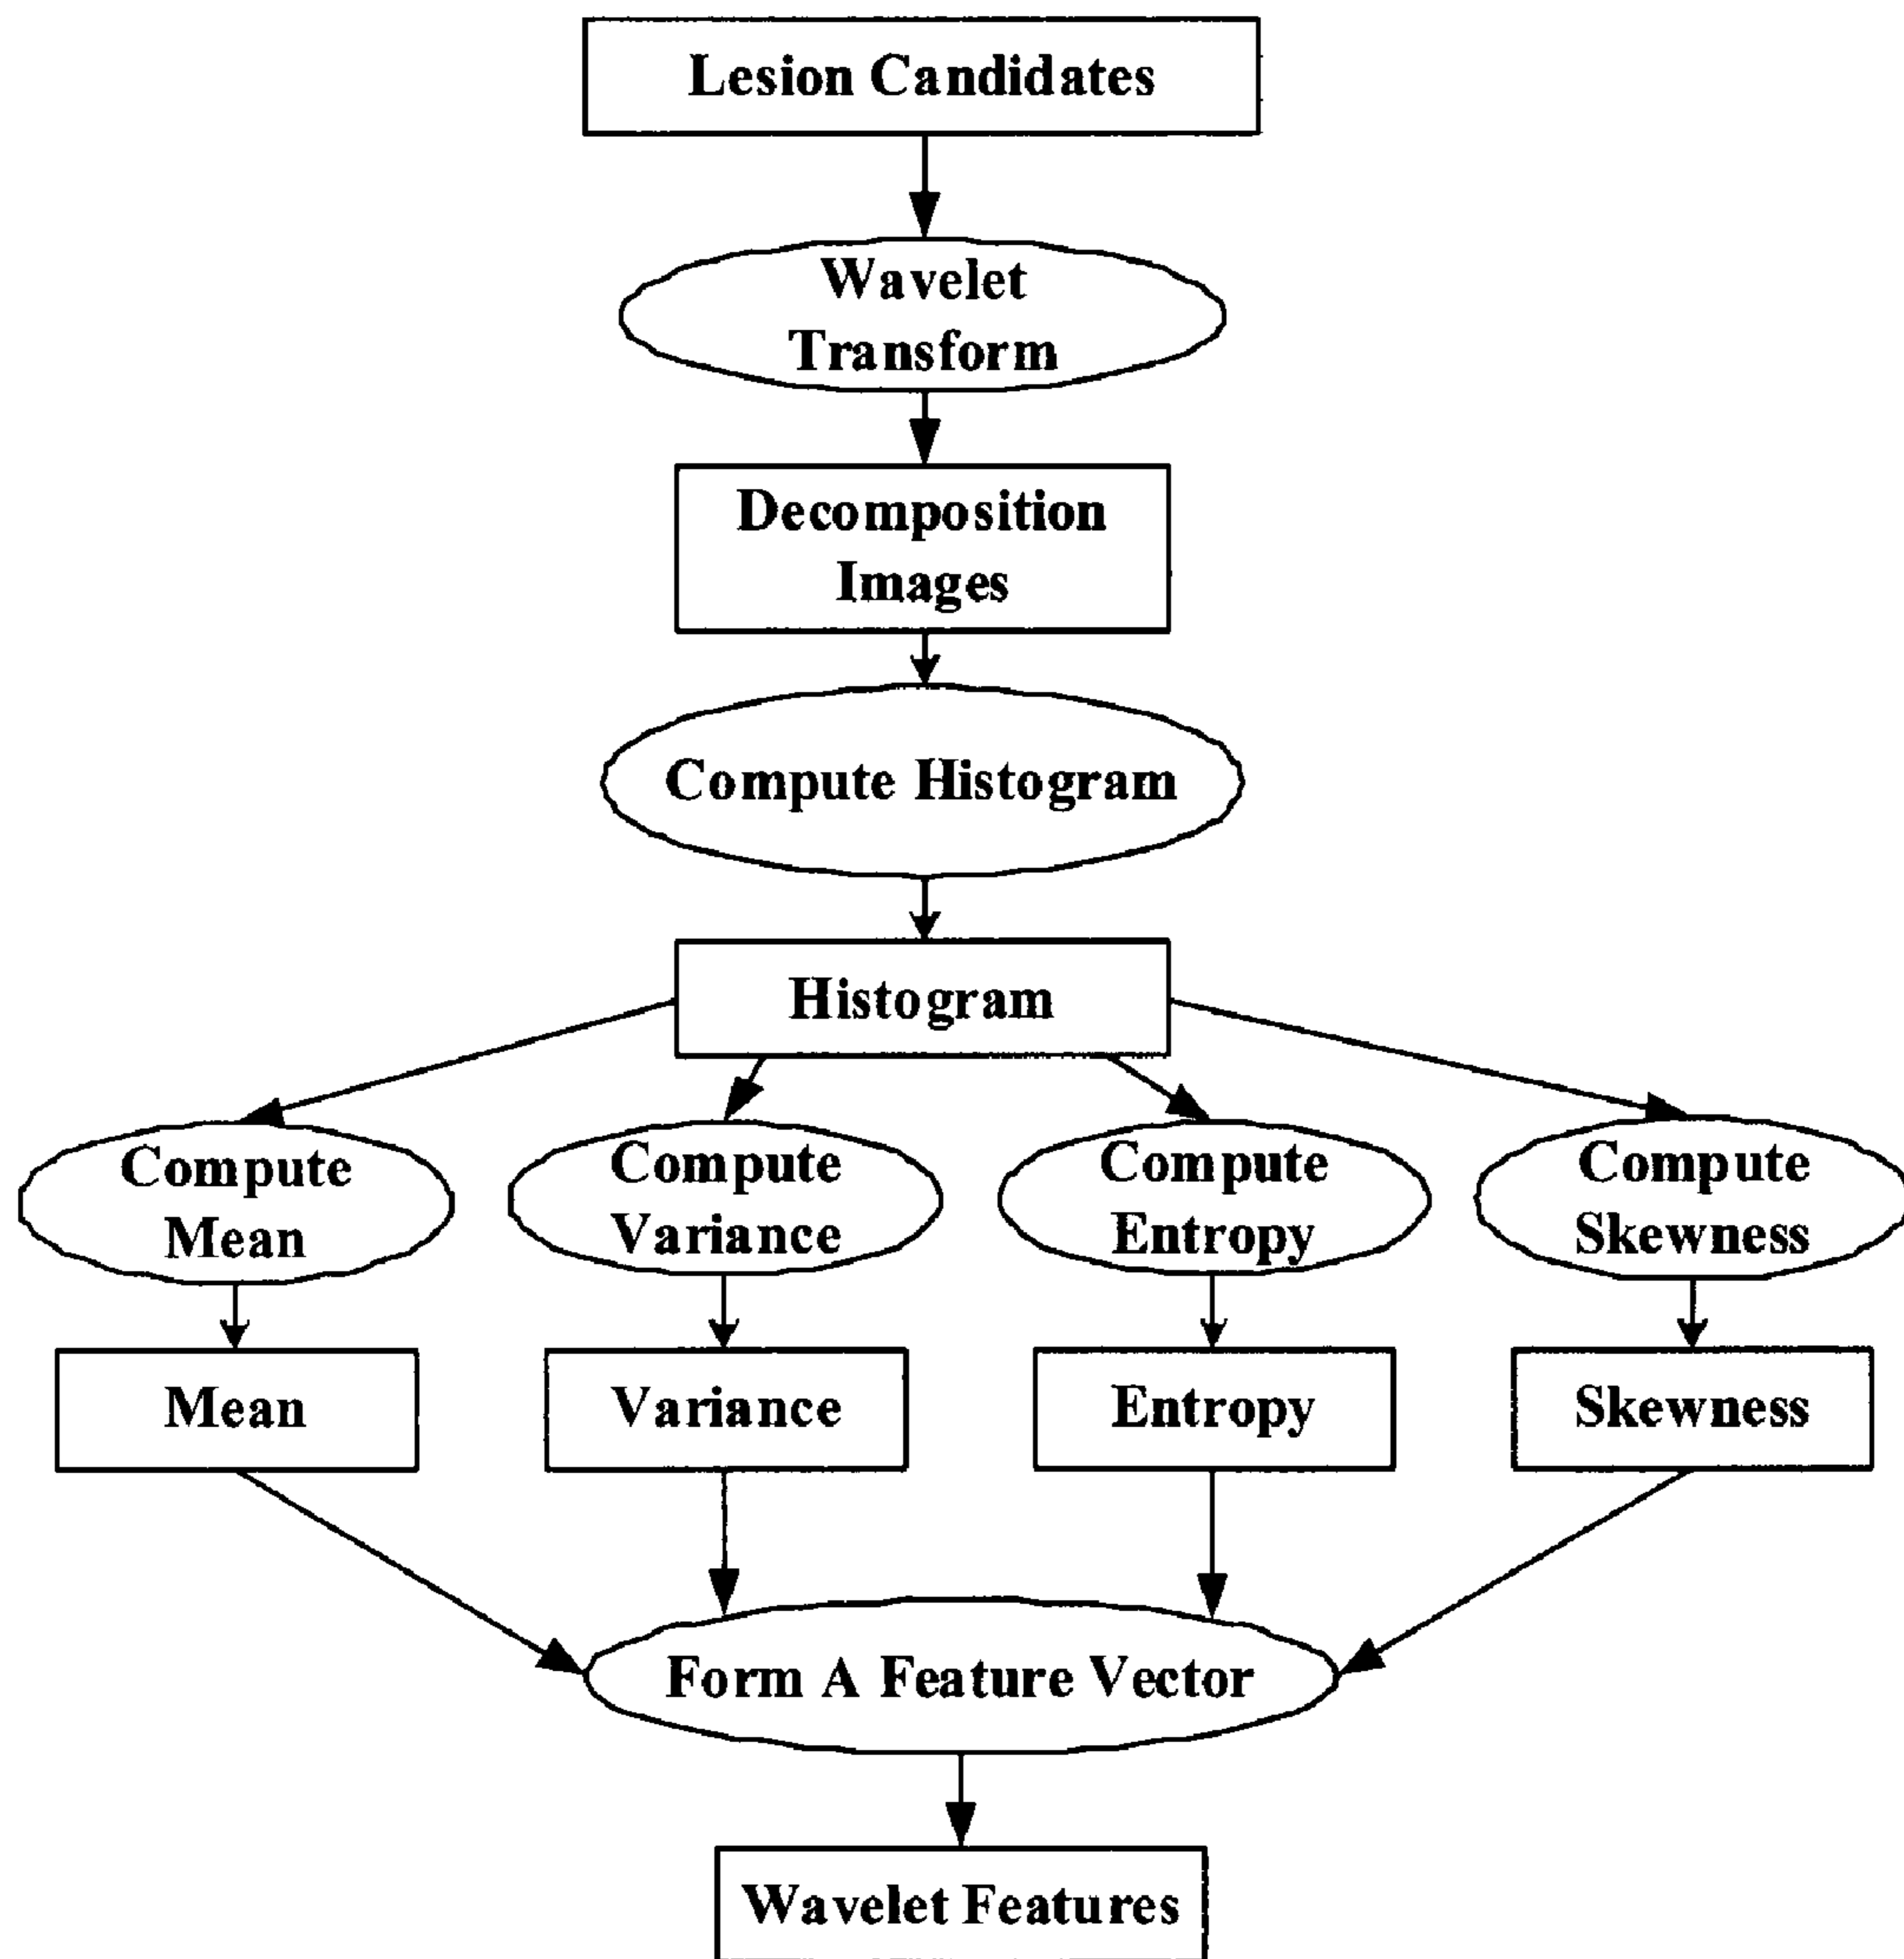 Lesion Candidates
Wavelet
Transform
Decomposition
Images
Compute Histogram
Histogram
Compute
Mean
Compute
Variance
Compute
Entropy
Compute
Skewness
Mean
Variance
Entropy
Skewness
Form A Feature Vector
Wavelet Features